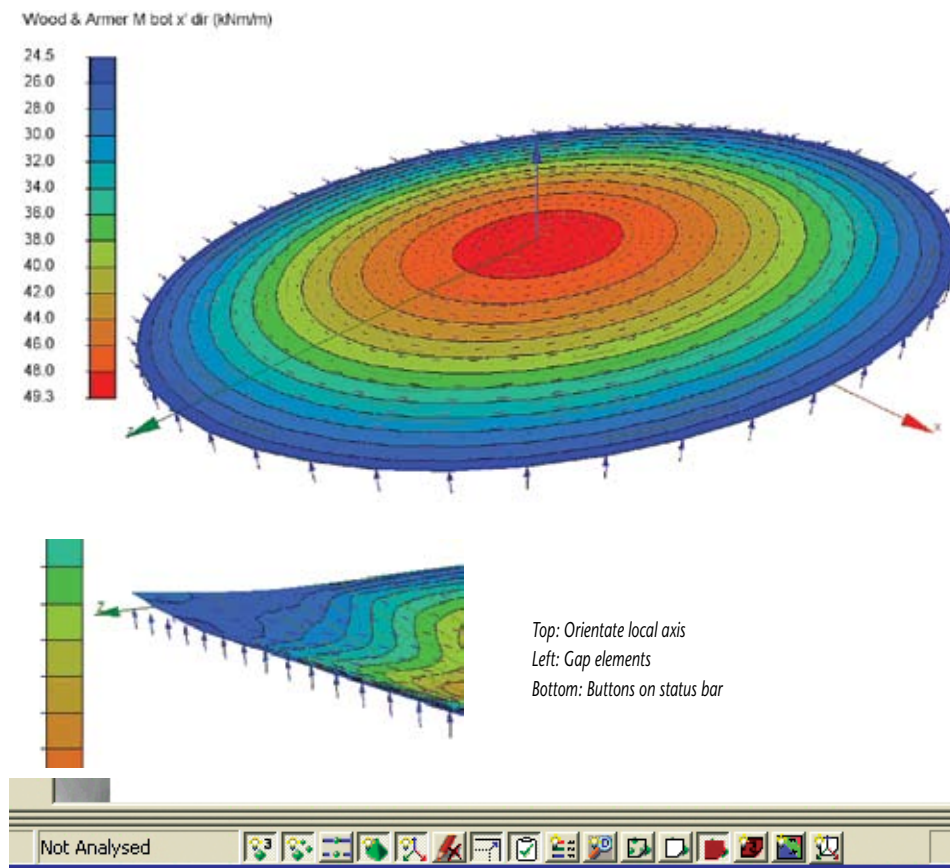 Wood & Armer M bot x' dir (kNm/m)
24.5
26.0
28.0
30.0
32.0
34.0
36.0
38.0
40.0
42.0
44.0
46.0
48.0
49.3
z
x
Z
Top: Orientate local axis
Left: Gap elements
Bottom: Buttons on status bar
Not Analysed
3
D